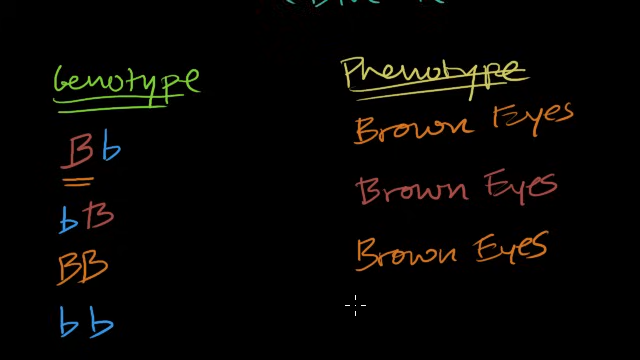 Genotype Phenotype
Bb Brown Eyes
bB Brown Eyes
BB Brown Eyes
bb